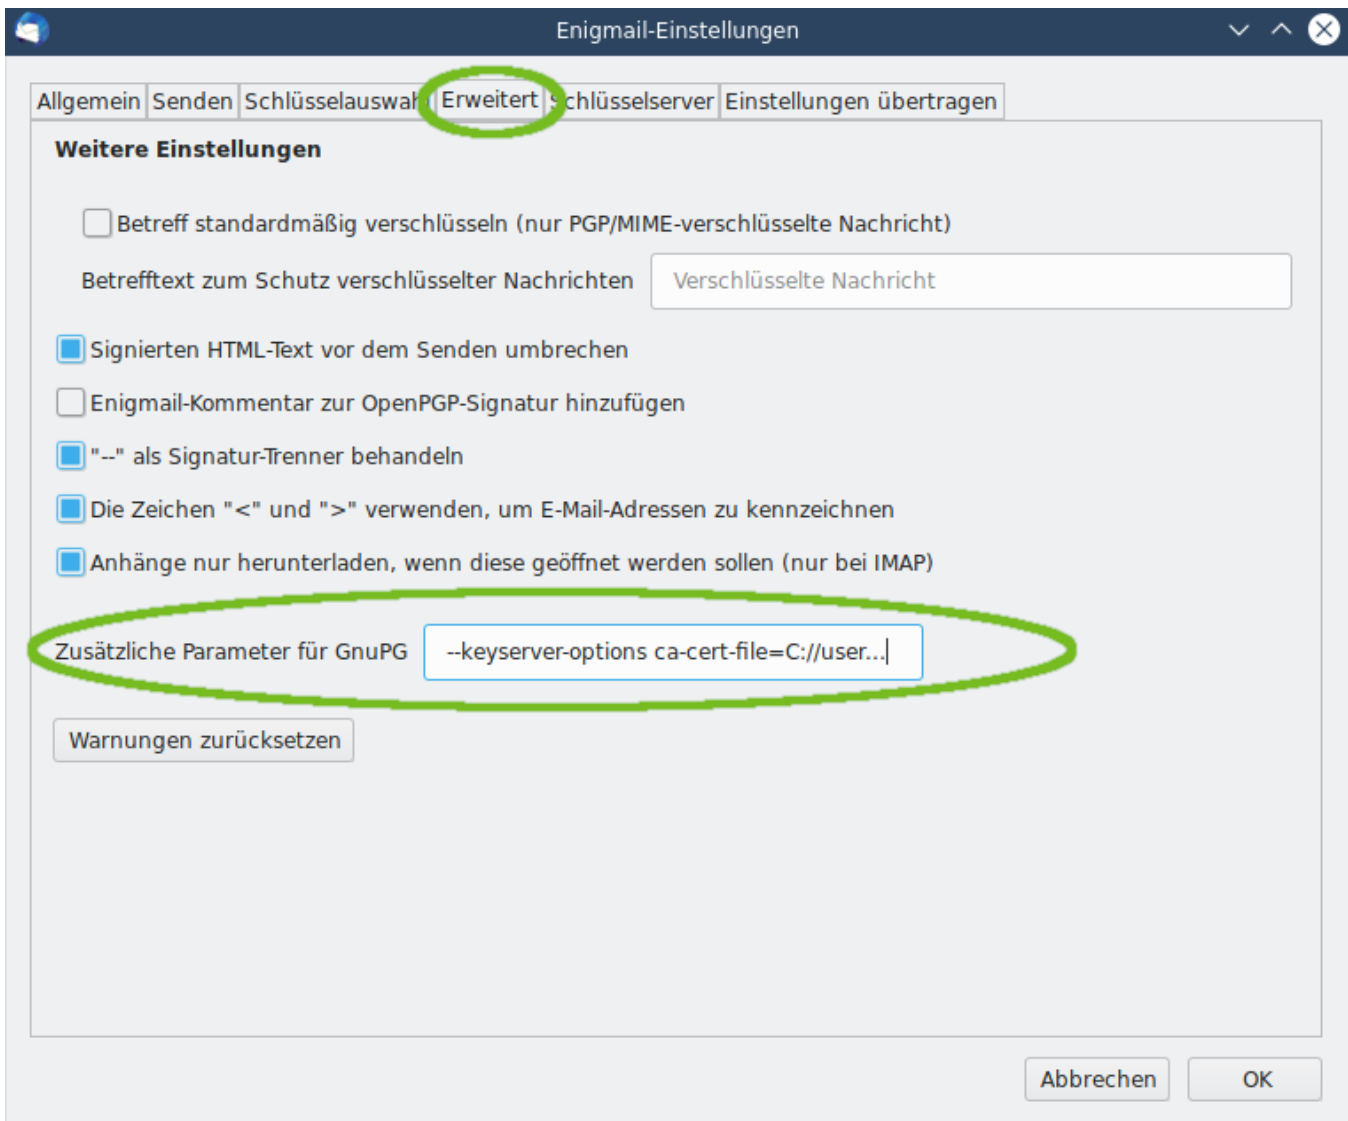 Enigmail-Einstellungen
Allgemein Senden Schlüsselauswahl Erweitert Schlüsselserver Einstellungen übertragen
Weitere Einstellungen
Betreff standardmäßig verschlüsseln (nur PGP/MIME-verschlüsselte Nachricht)
Betrefftext zum Schutz verschlüsselter Nachrichten Verschlüsselte Nachricht
Signierten HTML-Text vor dem Senden umbrechen
Enigmail-Kommentar zur OpenPGP-Signatur hinzufügen
"--" als Signatur-Trenner behandeln
Die Zeichen "<" und ">" verwenden, um E-Mail-Adressen zu kennzeichnen
Anhänge nur herunterladen, wenn diese geöffnet werden sollen (nur bei IMAP)
Zusätzliche Parameter für GnuPG --keyserver-options ca-cert-file=C://user...
Warnungen zurücksetzen
Abbrechen OK